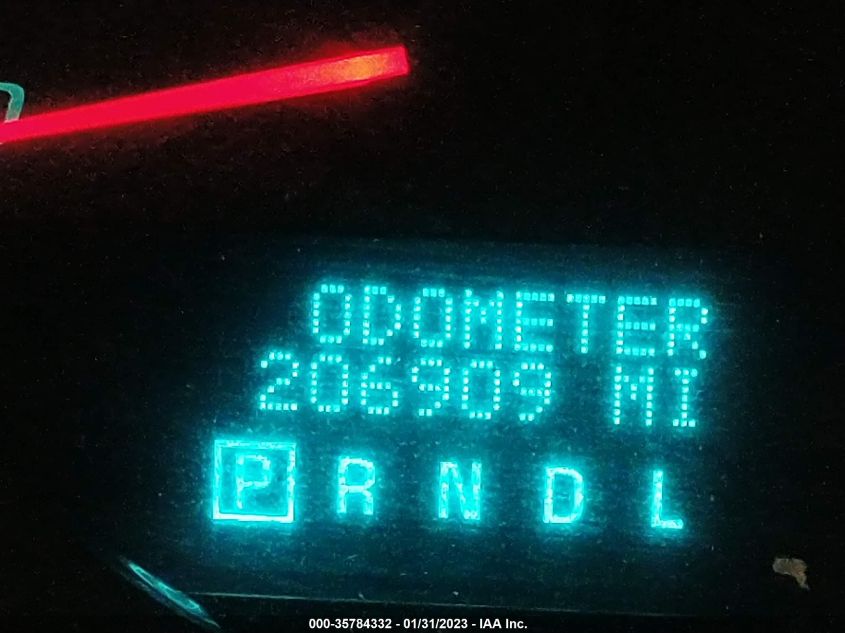 ODOMETER
206909 MI
P R N D L
000-35784332 - 01/31/2023 - IAA Inc.